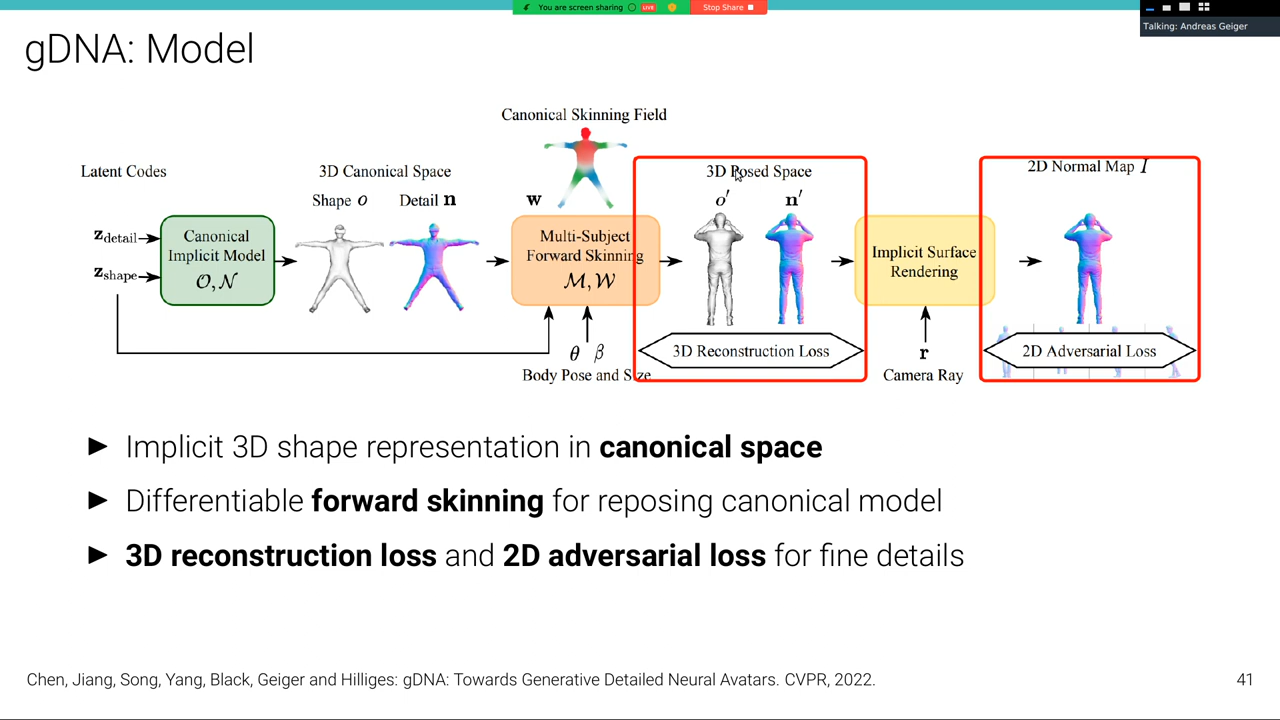 You are screen sharing
LIVE
Stop Share
Talking: Andreas Geiger
gDNA: Model
Canonical Skinning Field
Latent Codes
3D Canonical Space
3D Posed Space
2D Normal Map I
Shape o
Detail n
w
o′
n′
z_detail
z_shape
Canonical
Implicit Model
𝒪, 𝒩
Multi-Subject
Forward Skinning
ℳ, 𝒲
Implicit Surface
Rendering
3D Reconstruction Loss
2D Adversarial Loss
θ β
Body Pose and Size
r
Camera Ray
► Implicit 3D shape representation in canonical space
► Differentiable forward skinning for reposing canonical model
► 3D reconstruction loss and 2D adversarial loss for fine details
Chen, Jiang, Song, Yang, Black, Geiger and Hilliges: gDNA: Towards Generative Detailed Neural Avatars. CVPR, 2022.
41